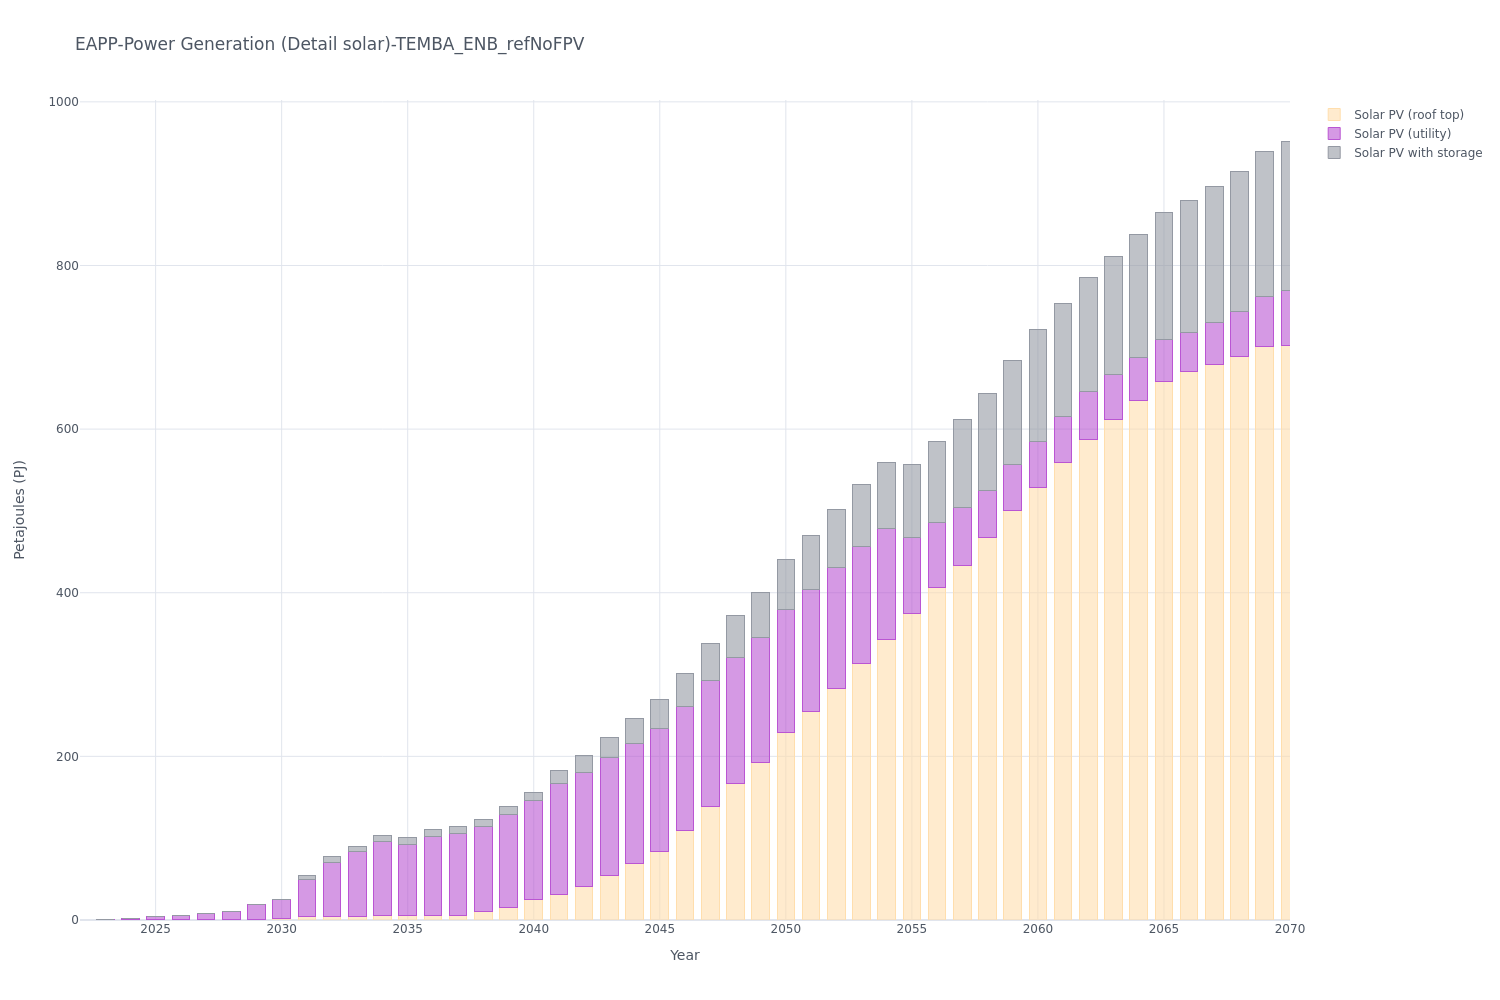 EAPP-Power Generation (Detail solar)-TEMBA_ENB_refNoFPV
1000
800
600
400
200
0
Petajoules (PJ)
2025 2030 2035 2040 2045 2050 2055 2060 2065 2070
Year
Solar PV (roof top)
Solar PV (utility)
Solar PV with storage